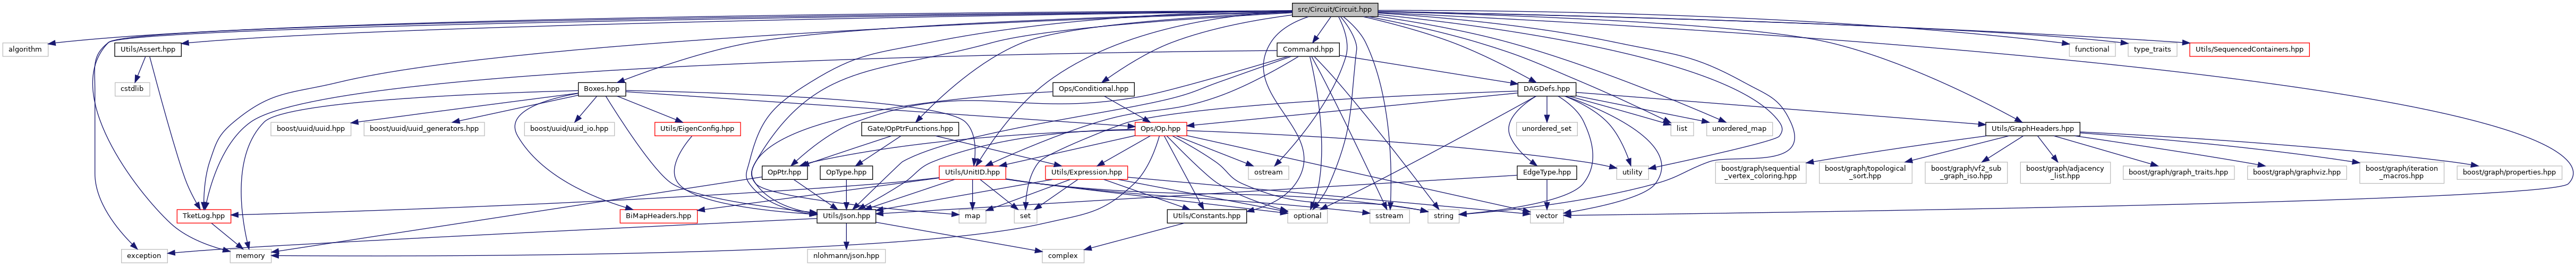 src/Circuit/Circuit.hpp
algorithm
Utils/Assert.hpp
Command.hpp
functional
type_traits
Utils/SequencedContainers.hpp
cstdlib
Boxes.hpp
Ops/Conditional.hpp
DAGDefs.hpp
boost/uuid/uuid.hpp
boost/uuid/uuid_generators.hpp
boost/uuid/uuid_io.hpp
Utils/EigenConfig.hpp
Gate/OpPtrFunctions.hpp
Ops/Op.hpp
unordered_set
list
unordered_map
Utils/GraphHeaders.hpp
OpPtr.hpp
OpType.hpp
Utils/UnitID.hpp
Utils/Expression.hpp
ostream
EdgeType.hpp
utility
boost/graph/sequential
_vertex_coloring.hpp
boost/graph/topological
_sort.hpp
boost/graph/vf2_sub
_graph_iso.hpp
boost/graph/adjacency
_list.hpp
boost/graph/graph_traits.hpp
boost/graph/graphviz.hpp
boost/graph/iteration
_macros.hpp
boost/graph/properties.hpp
TketLog.hpp
BiMapHeaders.hpp
Utils/Json.hpp
map
set
Utils/Constants.hpp
optional
sstream
string
vector
exception
memory
nlohmann/json.hpp
complex